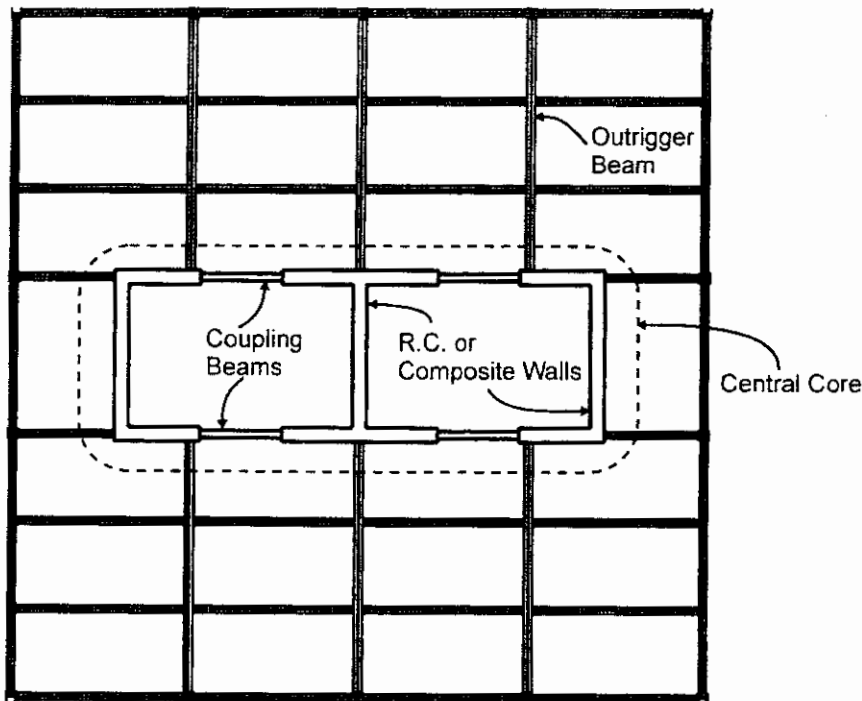 Outrigger
Beam
Coupling
Beams
R.C. or
Composite Walls
Central Core